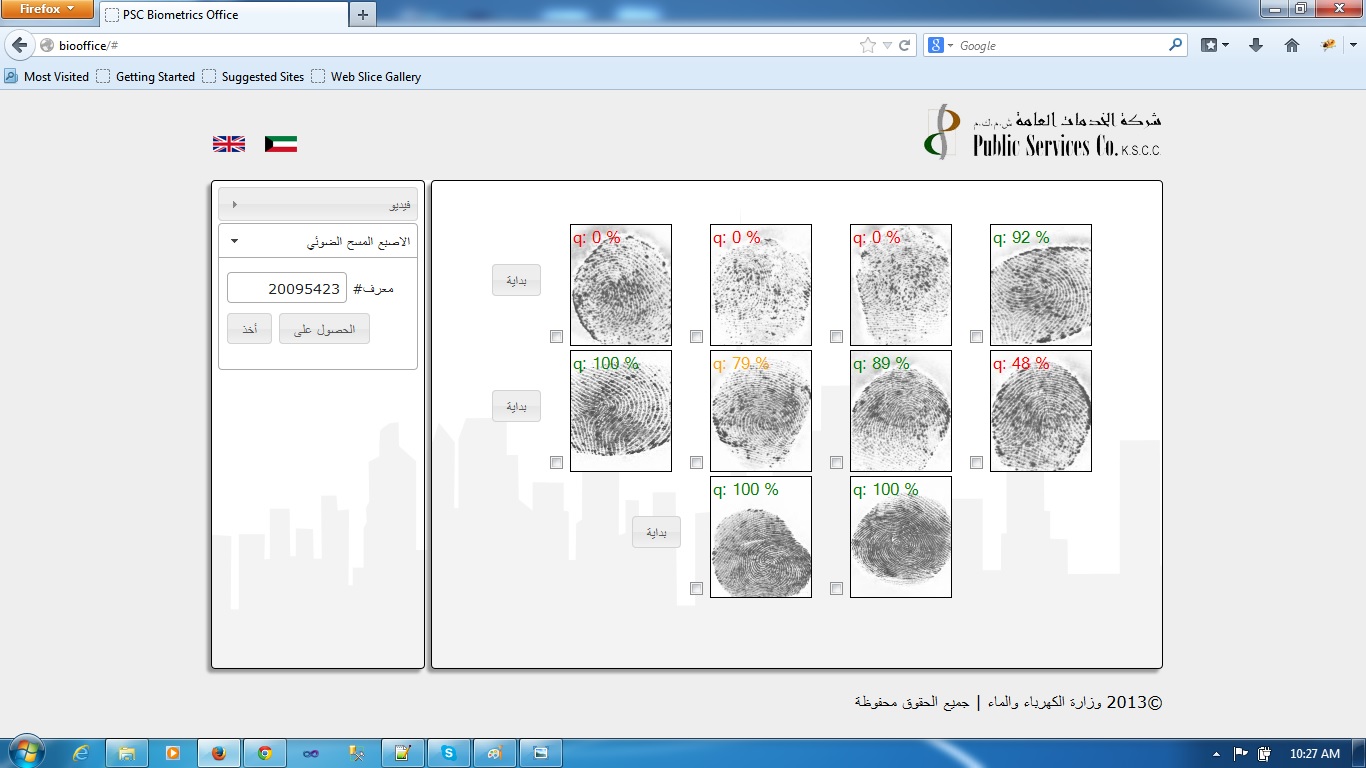 Firefox
PSC Biometrics Office
biooffice/#
Google
Most Visited
Getting Started
Suggested Sites
Web Slice Gallery
شركة الخدمات العامة ش.م.ك.م
Public Services Co. K.S.C.C.
فيديو
الاصبع المسح الضوئي
معرف# 20095423
الحصول على
أخذ
بداية
q: 0 %
q: 0 %
q: 0 %
q: 92 %
بداية
q: 100 %
q: 79 %
q: 89 %
q: 48 %
بداية
q: 100 %
q: 100 %
©2013 وزارة الكهرباء والماء | جميع الحقوق محفوظة
10:27 AM